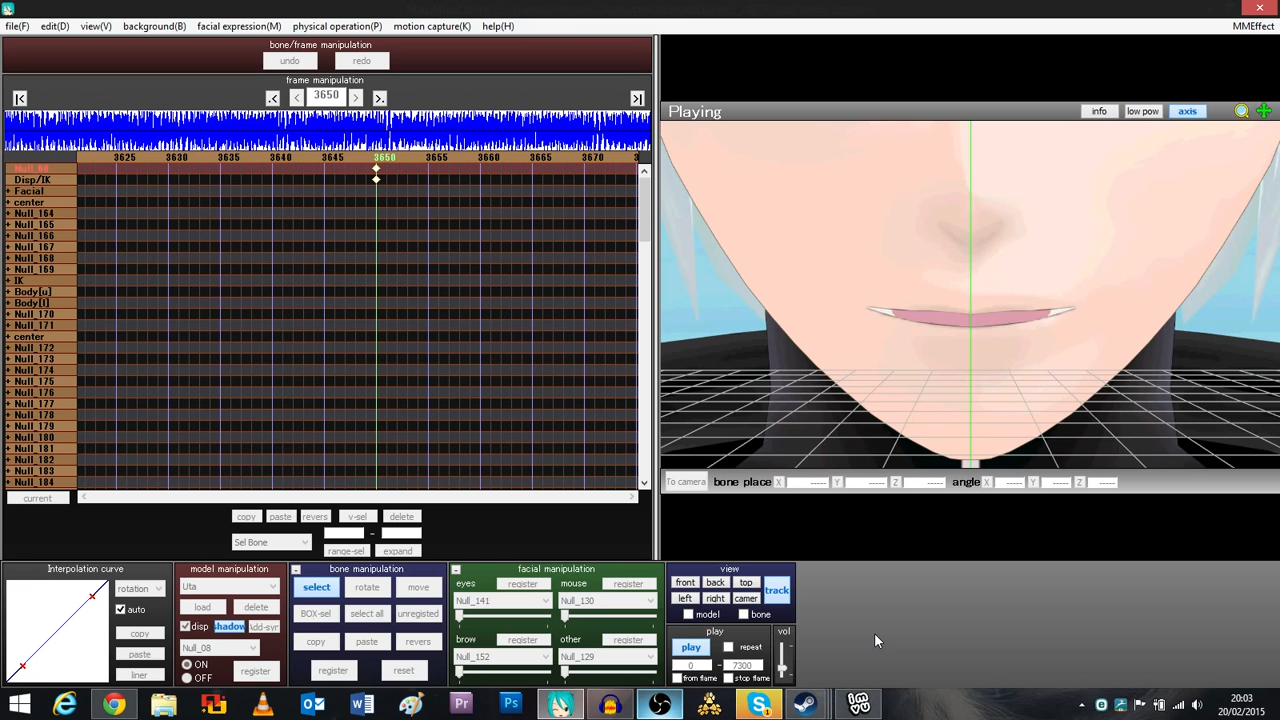 file(F) edit(D) view(V) background(B) facial expression(M) physical operation(P) motion capture(K) help(H) MMEffect
bone/frame manipulation
undo redo
frame manipulation
|< .< < 3650 > >. >|
3625 3630 3635 3640 3645 3650 3655 3660 3665 3670 3
Disp/IK
+ Facial
+ center
+ Null_164
+ Null_165
+ Null_166
+ Null_167
+ Null_168
+ Null_169
+ IK
+ Body[u]
+ Body[l]
+ Null_170
+ Null_171
+ center
+ Null_172
+ Null_173
+ Null_174
+ Null_175
+ Null_176
+ Null_177
+ Null_178
+ Null_179
+ Null_180
+ Null_181
+ Null_182
+ Null_183
+ Null_184
current
copy paste revers v-sel delete
Sel Bone -
range-sel expand
Playing info low pow axis
To camera bone place X ----- Y ----- Z ----- angle X ---- Y ---- Z ----
Interpolation curve
rotation
auto
copy
paste
liner
model manipulation
Uta
load delete
disp shadow dd-svr
Null_08
ON
OFF
register
- bone manipulation
select rotate move
BOX-sel select all unregisted
copy paste revers
register reset
- facial manipulation
eyes register mouse register
Null_141 Null_130
brow register other register
Null_152 Null_129
view
front back top
left right camer track
model bone
play
play repeat
0 - 7300
from flame stop flame
vol
Pr Ps
20:03
20/02/2015